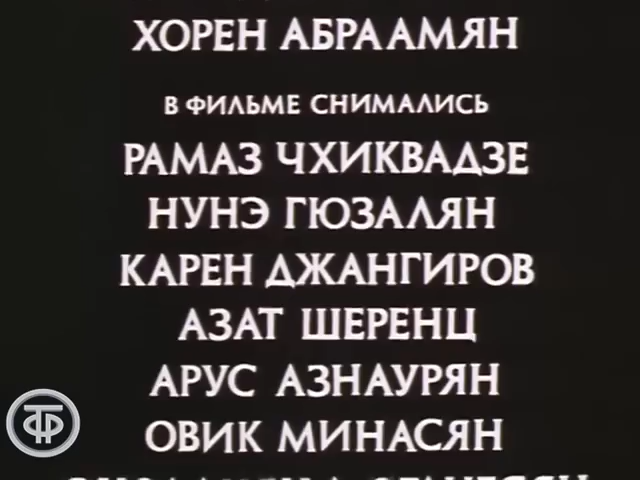 ХОРЕН АБРААМЯН
В ФИЛЬМЕ СНИМАЛИСЬ
РАМАЗ ЧХИКВАДЗЕ
НУНЭ ГЮЗАЛЯН
КАРЕН ДЖАНГИРОВ
АЗАТ ШЕРЕНЦ
АРУС АЗНАУРЯН
ОВИК МИНАСЯН